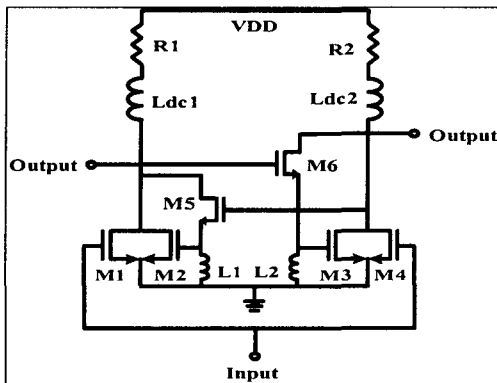 VDD
R1
R2
Ldc1
Ldc2
Output
Output
M6
M5
M1
M2
L1
L2
M3
M4
Input